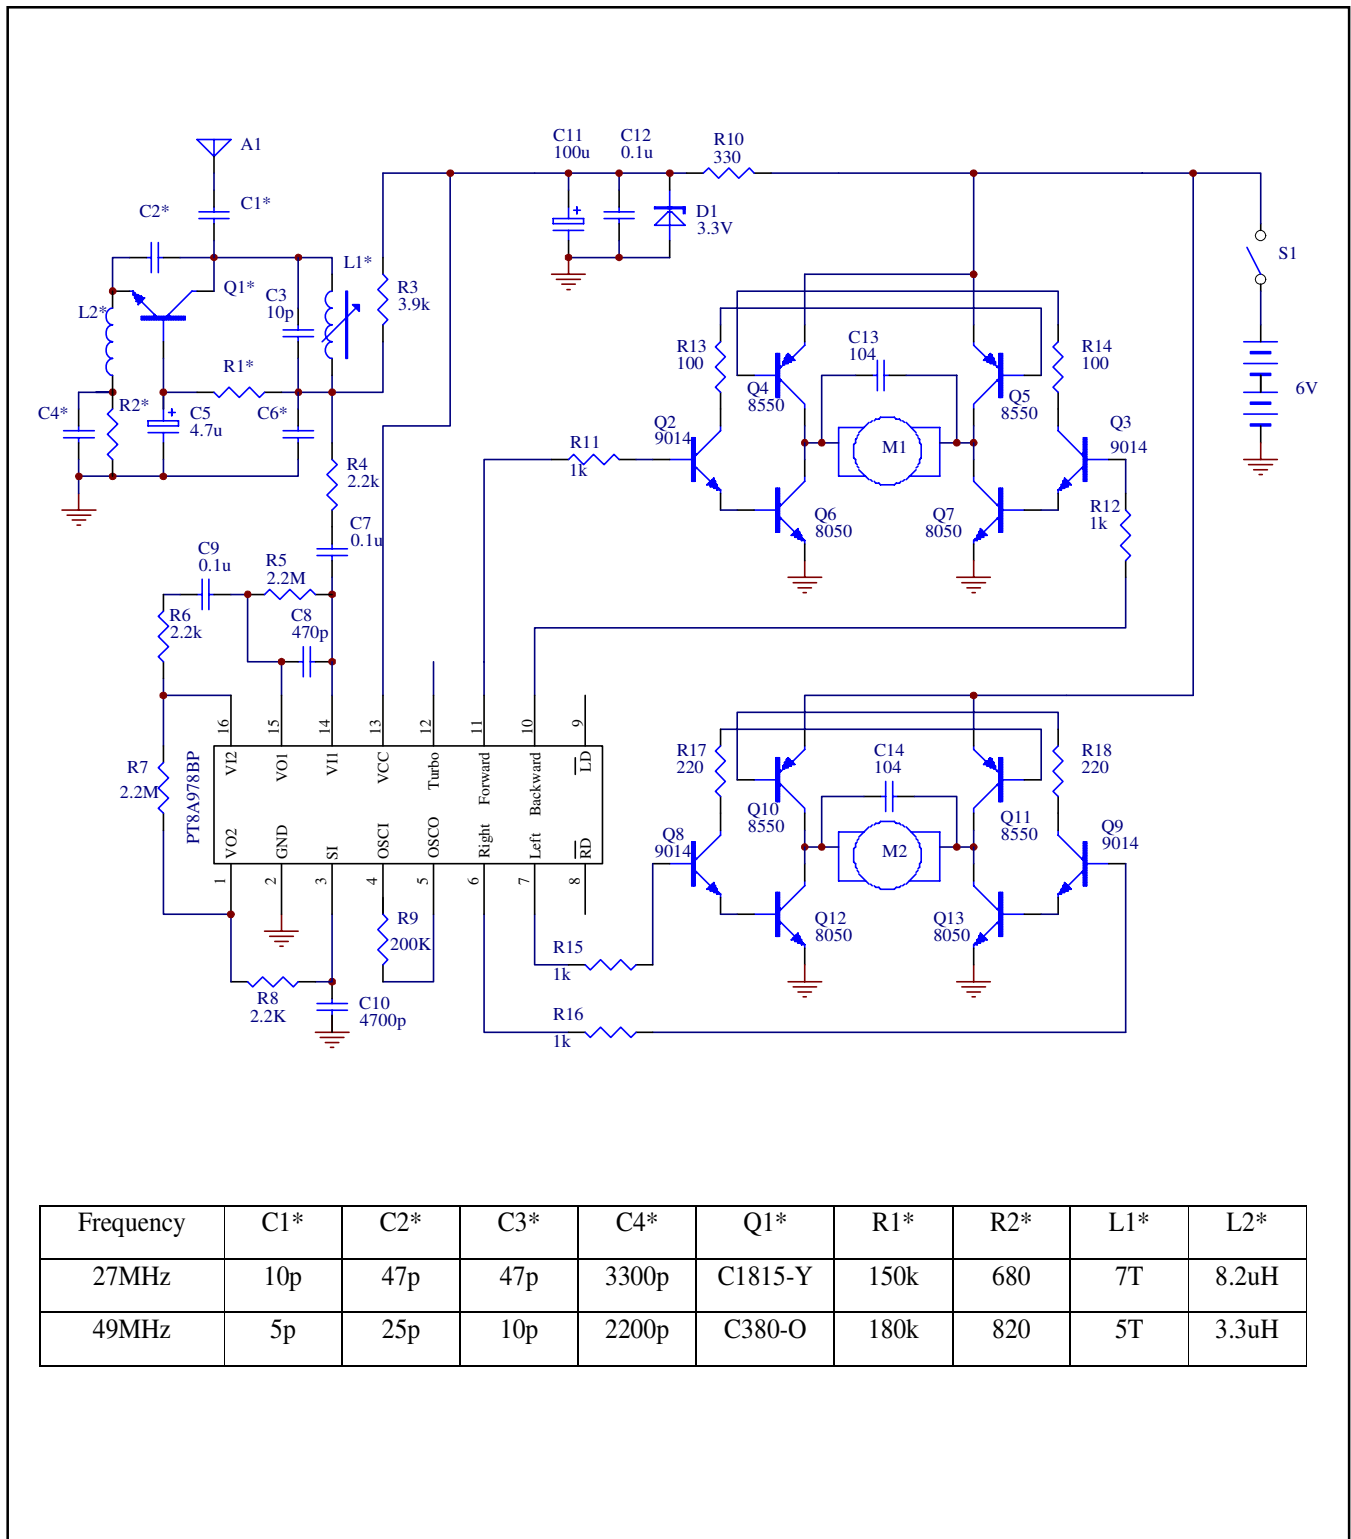 A1
C1*
C2*
Q1*
L2*
C3
10p
L1*
R3
3.9k
R1*
C4*
R2*
C5
4.7u
C6*
R4
2.2k
C7
0.1u
C9
0.1u
R5
2.2M
C8
470p
R6
2.2k
R7
2.2M
C11
100u
C12
0.1u
R10
330
D1
3.3V
S1
6V
R13
100
C13
104
R14
100
Q4
8550
Q5
8550
Q2
9014
Q3
9014
M1
R11
1k
R12
1k
Q6
8050
Q7
8050
PT8A978BP
16
15
14
13
12
11
10
9
VI2
VO1
VI1
VCC
Turbo
Forward
Backward
LD
VO2
GND
SI
OSCI
OSCO
Right
Left
RD
1
2
3
4
5
6
7
8
R9
200K
R8
2.2K
C10
4700p
R15
1k
R16
1k
R17
220
C14
104
R18
220
Q10
8550
Q11
8550
Q8
9014
Q9
9014
M2
Q12
8050
Q13
8050
Frequency C1* C2* C3* C4* Q1* R1* R2* L1* L2*
27MHz 10p 47p 47p 3300p C1815-Y 150k 680 7T 8.2uH
49MHz 5p 25p 10p 2200p C380-O 180k 820 5T 3.3uH